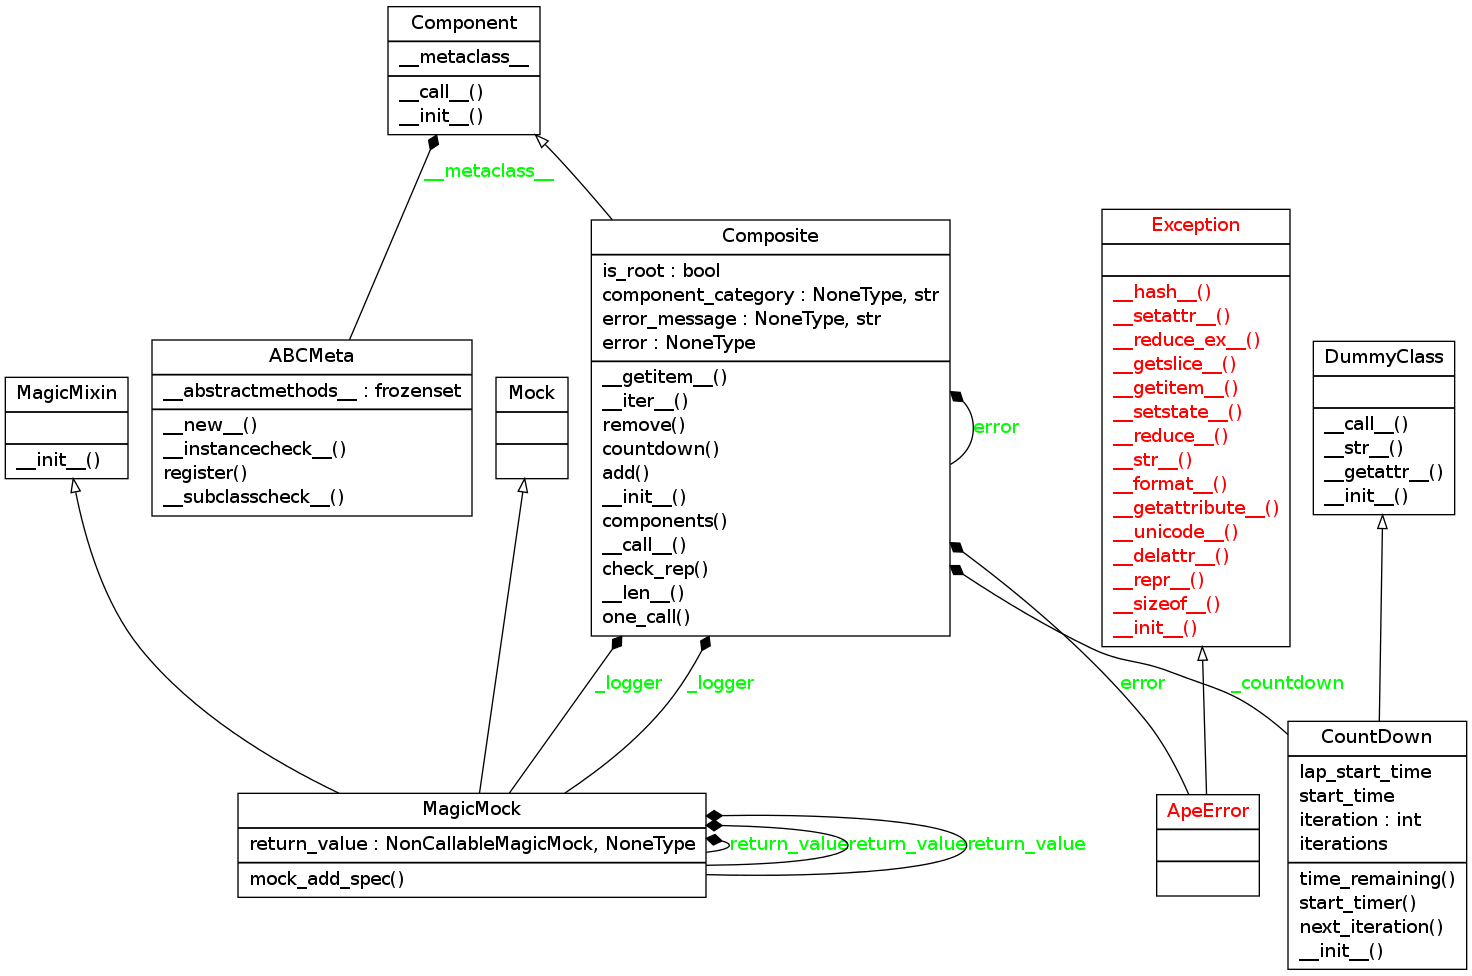 Component
__metaclass__
__call__()
__init__()
__metaclass__
Composite
is_root : bool
component_category : NoneType, str
error_message : NoneType, str
error : NoneType
__getitem__()
__iter__()
remove()
countdown()
add()
__init__()
components()
__call__()
check_rep()
__len__()
one_call()
error
Exception
__hash__()
__setattr__()
__reduce_ex__()
__getslice__()
__getitem__()
__setstate__()
__reduce__()
__str__()
__format__()
__getattribute__()
__unicode__()
__delattr__()
__repr__()
__sizeof__()
__init__()
ABCMeta
__abstractmethods__ : frozenset
__new__()
__instancecheck__()
register()
__subclasscheck__()
MagicMixin
__init__()
Mock
DummyClass
__call__()
__str__()
__getattr__()
__init__()
_logger
_logger
error
_countdown
MagicMock
return_value : NonCallableMagicMock, NoneType
mock_add_spec()
return_value
return_value
return_value
ApeError
CountDown
lap_start_time
start_time
iteration : int
iterations
time_remaining()
start_timer()
next_iteration()
__init__()